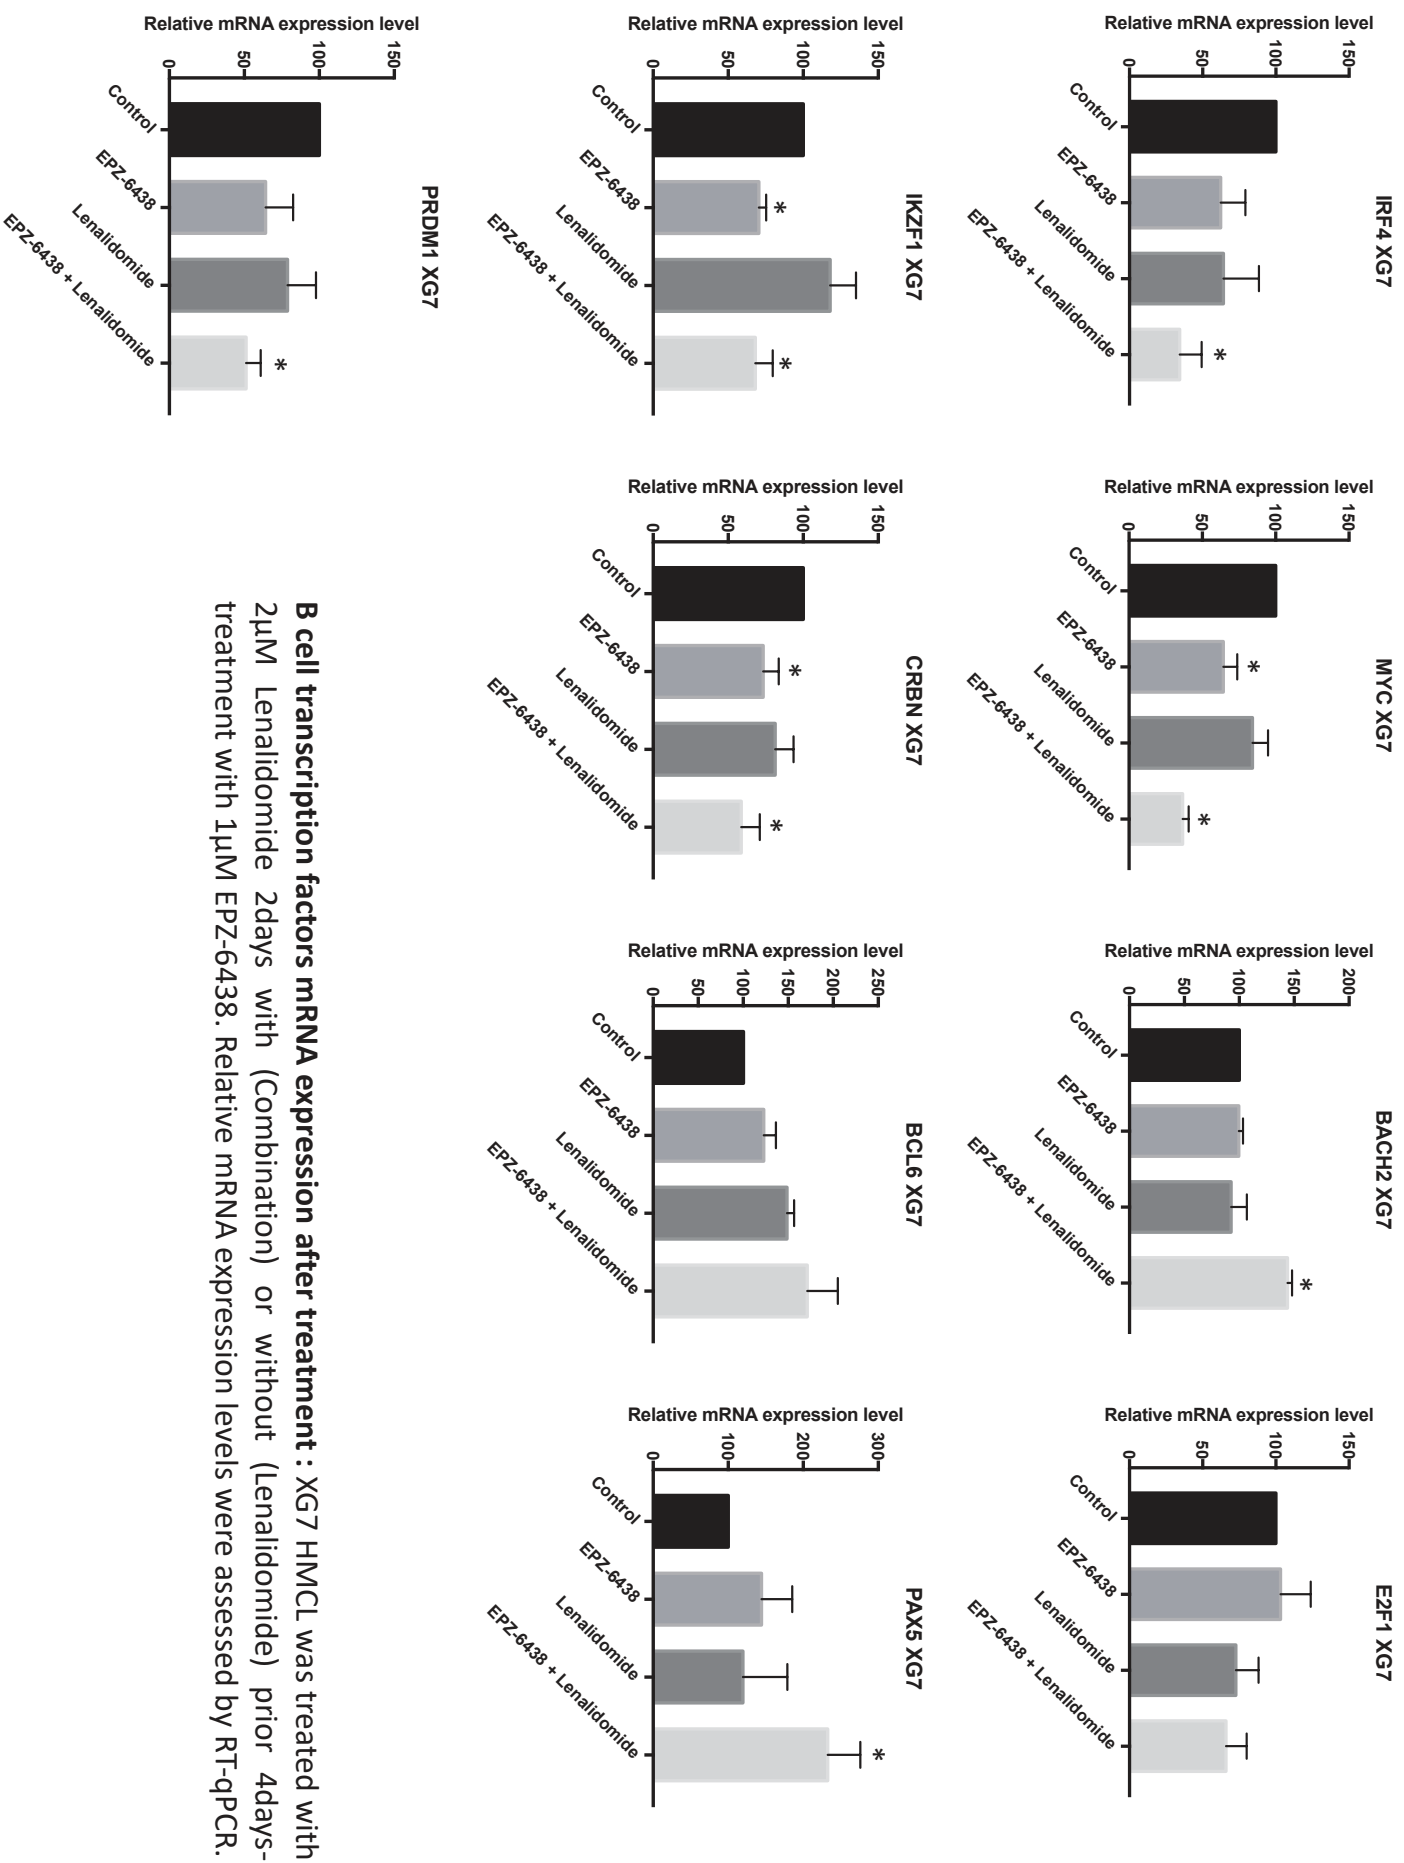 IRF4 XG7
Relative mRNA expression level
150
100
50
0
Control
EPZ-6438
Lenalidomide
EPZ-6438 + Lenalidomide
MYC XG7
Relative mRNA expression level
150
100
50
0
Control
EPZ-6438
Lenalidomide
EPZ-6438 + Lenalidomide
BACH2 XG7
Relative mRNA expression level
200
150
100
50
0
Control
EPZ-6438
Lenalidomide
EPZ-6438 + Lenalidomide
E2F1 XG7
Relative mRNA expression level
150
100
50
0
Control
EPZ-6438
Lenalidomide
EPZ-6438 + Lenalidomide
IKZF1 XG7
Relative mRNA expression level
150
100
50
0
Control
EPZ-6438
Lenalidomide
EPZ-6438 + Lenalidomide
CRBN XG7
Relative mRNA expression level
150
100
50
0
Control
EPZ-6438
Lenalidomide
EPZ-6438 + Lenalidomide
BCL6 XG7
Relative mRNA expression level
250
200
150
100
50
0
Control
EPZ-6438
Lenalidomide
EPZ-6438 + Lenalidomide
PAX5 XG7
Relative mRNA expression level
300
200
100
0
Control
EPZ-6438
Lenalidomide
EPZ-6438 + Lenalidomide
PRDM1 XG7
Relative mRNA expression level
150
100
50
0
Control
EPZ-6438
Lenalidomide
EPZ-6438 + Lenalidomide
*
*
*
*
*
*
*
*
*
*
B cell transcription factors mRNA expression after treatment : XG7 HMCL was treated with
2µM Lenalidomide 2days with (Combination) or without (Lenalidomide) prior 4days-
treatment with 1µM EPZ-6438. Relative mRNA expression levels were assessed by RT-qPCR.